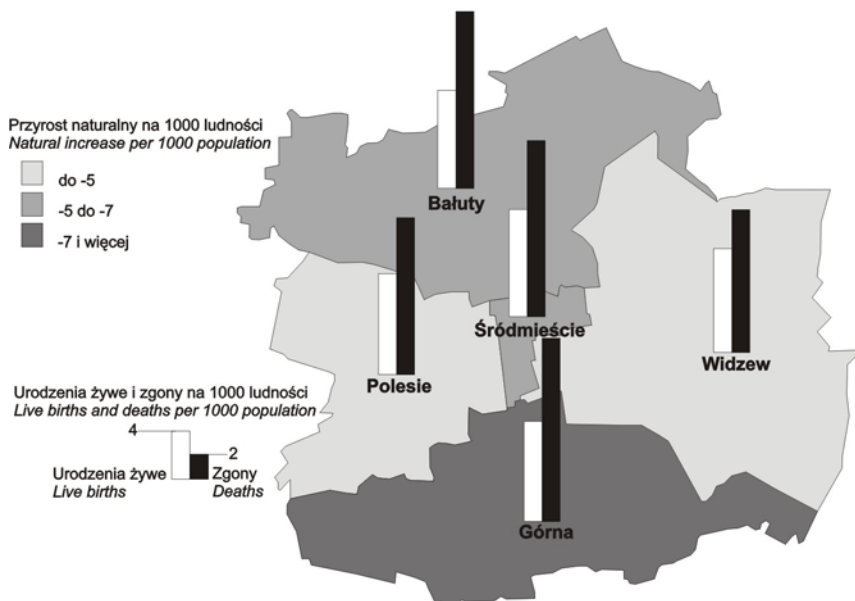 Przyrost naturalny na 1000 ludności
Natural increase per 1000 population
do -5
-5 do -7
-7 i więcej
Bałuty
Śródmieście
Polesie
Widzew
Górna
Urodzenia żywe i zgony na 1000 ludności
Live births and deaths per 1000 population
4
2
Urodzenia żywe
Live births
Zgony
Deaths